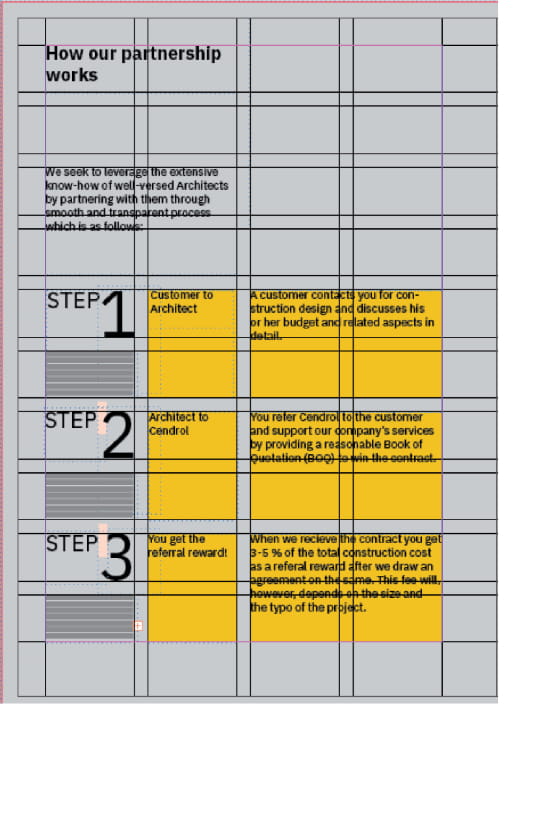 How our partnership
works
We seek to leverage the extensive
know-how of well-versed Architects
by partnering with them through
smooth and transparent process
which is as follows:
STEP 1
Customer to
Architect
A customer contacts you for con-
struction design and discusses his
or her budget and related aspects in
detail.
STEP 2
Architect to
Cendrol
You refer Cendrol to the customer
and support our company's services
by providing a reasonable Book of
Quotation (BOQ) to win the contract.
STEP 3
You get the
referral reward!
When we recieve the contract you get
3-5 % of the total construction cost
as a referal reward after we draw an
agreement on the same. This fee will,
however, depends on the size and
the typo of the project.